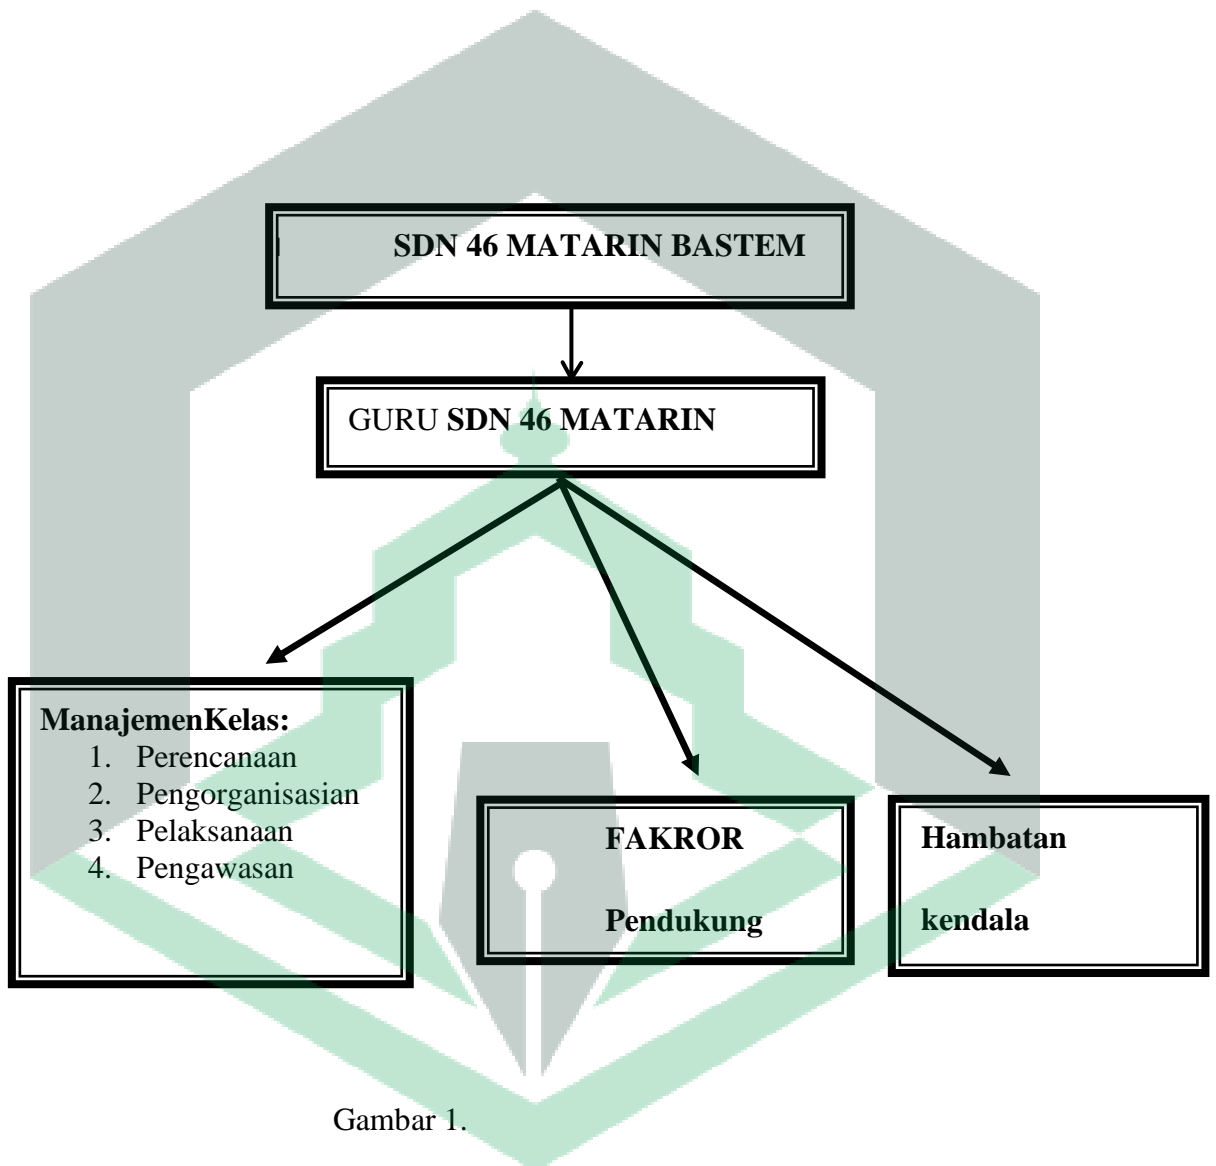 SDN 46 MATARIN BASTEM
GURU SDN 46 MATARIN
ManajemenKelas:
1. Perencanaan
2. Pengorganisasian
3. Pelaksanaan
4. Pengawasan
FAKROR
Pendukung
Hambatan
kendala
Gambar 1.